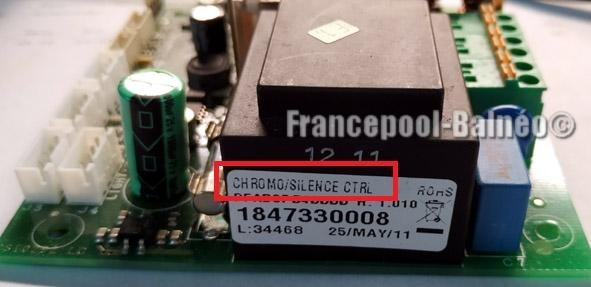 Francepool-Balnéo©
12 11
CHROMO/SILENCE CTRL
ROHS
1847330008
L:34468 25/MAY/11